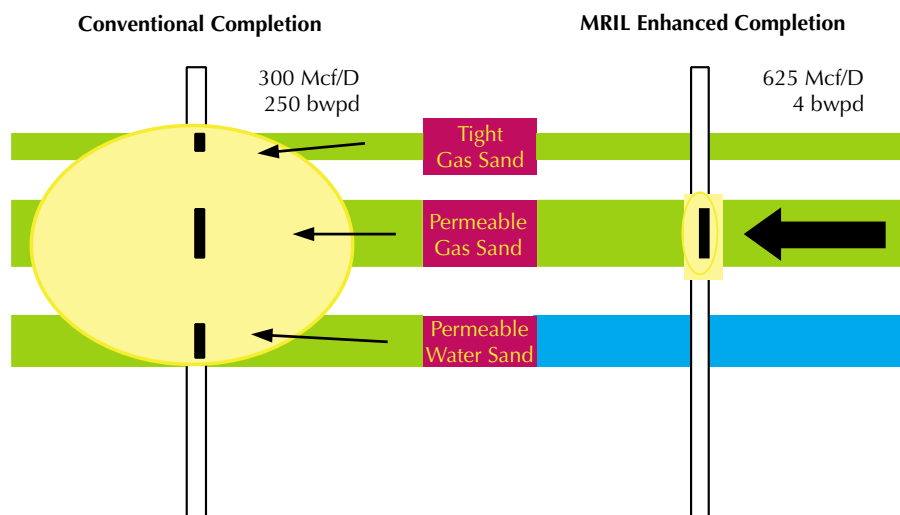 Conventional Completion
MRIL Enhanced Completion
300 Mcf/D
250 bwpd
625 Mcf/D
4 bwpd
Tight
Gas Sand
Permeable
Gas Sand
Permeable
Water Sand